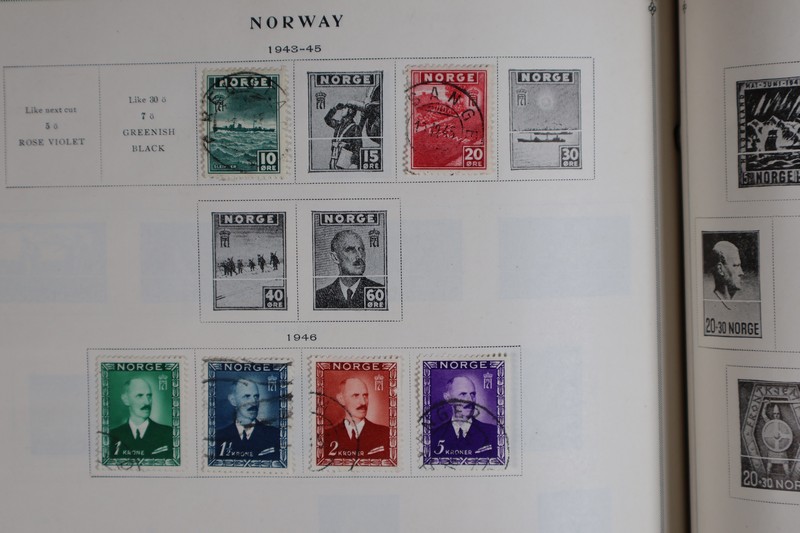 NORWAY
1943-45
Like next cut
5 ö
ROSE VIOLET
Like 30 ö
7 ö
GREENISH
BLACK
NORGE
10 ØRE
NORGE
15 ØRE
NORGE
20 ØRE
NORGE
30 ØRE
NORGE
40 ØRE
NORGE
60 ØRE
1946
NORGE
1 KRONE
NORGE
1½ KRONER
NORGE
2 KRONER
NORGE
5 KRONER
NORGE
20+30 NORGE
20+30 NORGE